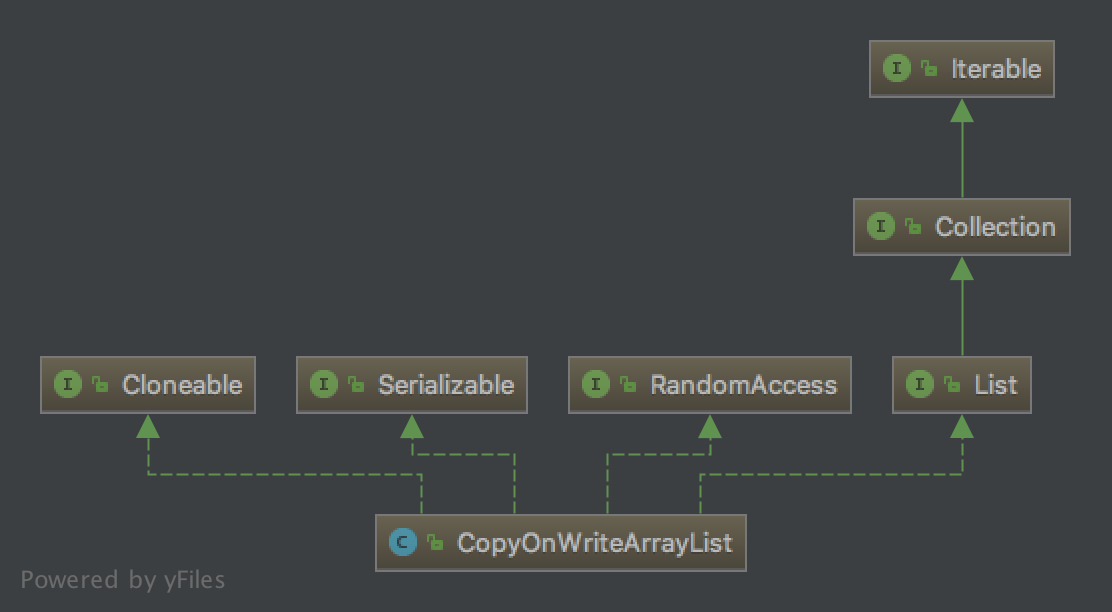 I Iterable
I Collection
I Cloneable
I Serializable
I RandomAccess
I List
C CopyOnWriteArrayList
Powered by yFiles